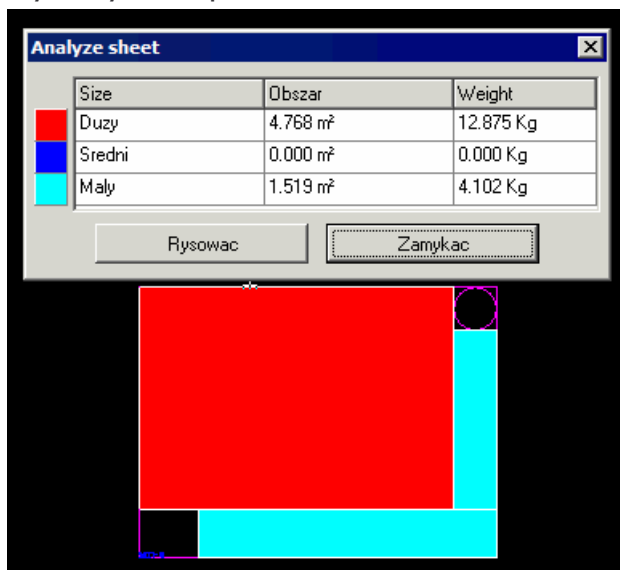 Analyze sheet
Size Obszar Weight
Duzy 4.768 m² 12.875 Kg
Sredni 0.000 m² 0.000 Kg
Maly 1.519 m² 4.102 Kg
Rysowac Zamykac